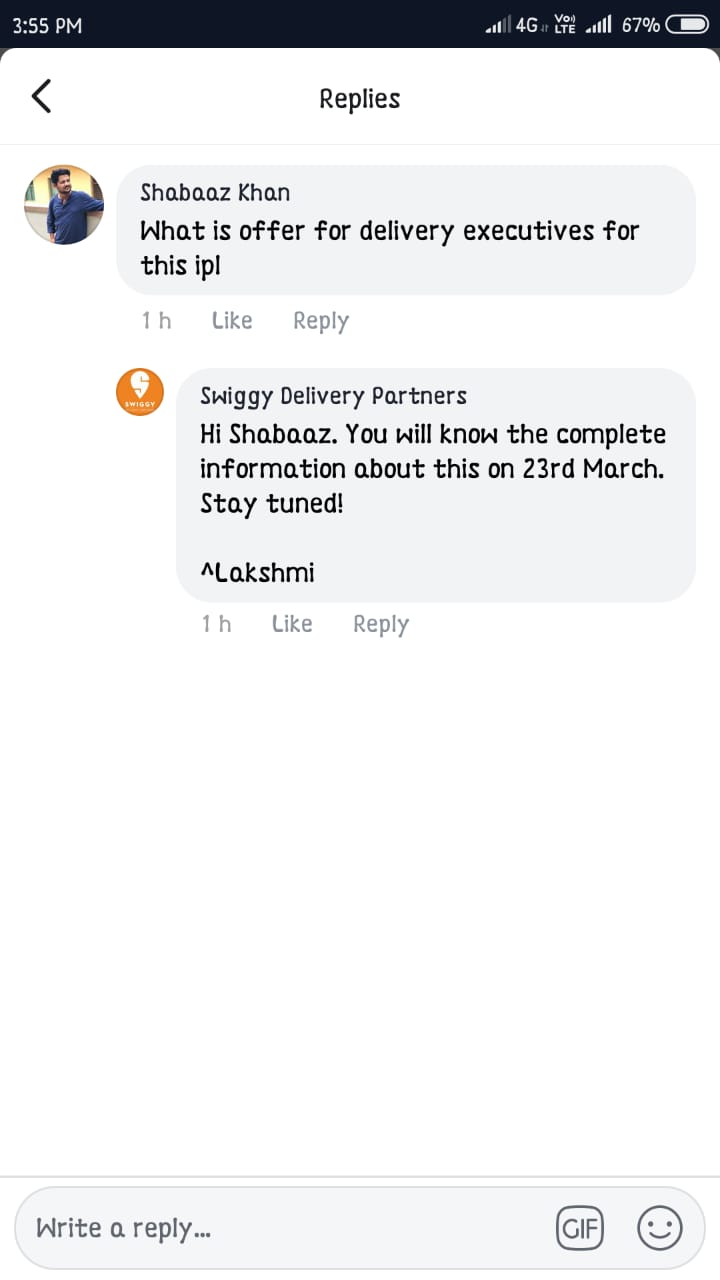 3:55 PM 4G Vo)) LTE 67%
Replies
Shabaaz Khan
What is offer for delivery executives for
this ipl
1 h Like Reply
SWIGGY
Swiggy Delivery Partners
Hi Shabaaz. You will know the complete
information about this on 23rd March.
Stay tuned!
^Lakshmi
1 h Like Reply
Write a reply... GIF